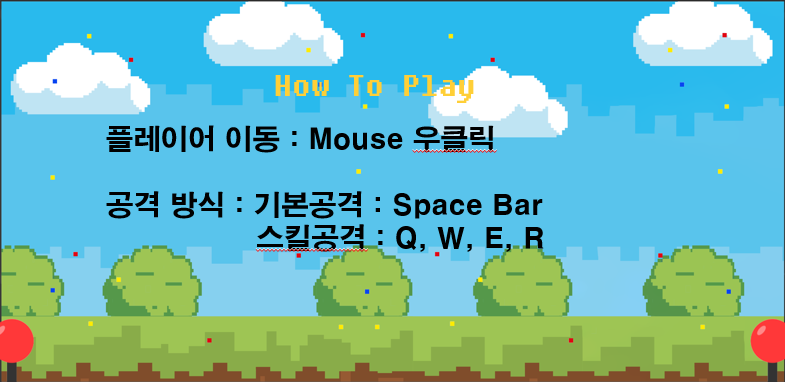 How To Play
플레이어 이동 : Mouse 우클릭
공격 방식 : 기본공격 : Space Bar
스킬공격 : Q, W, E, R